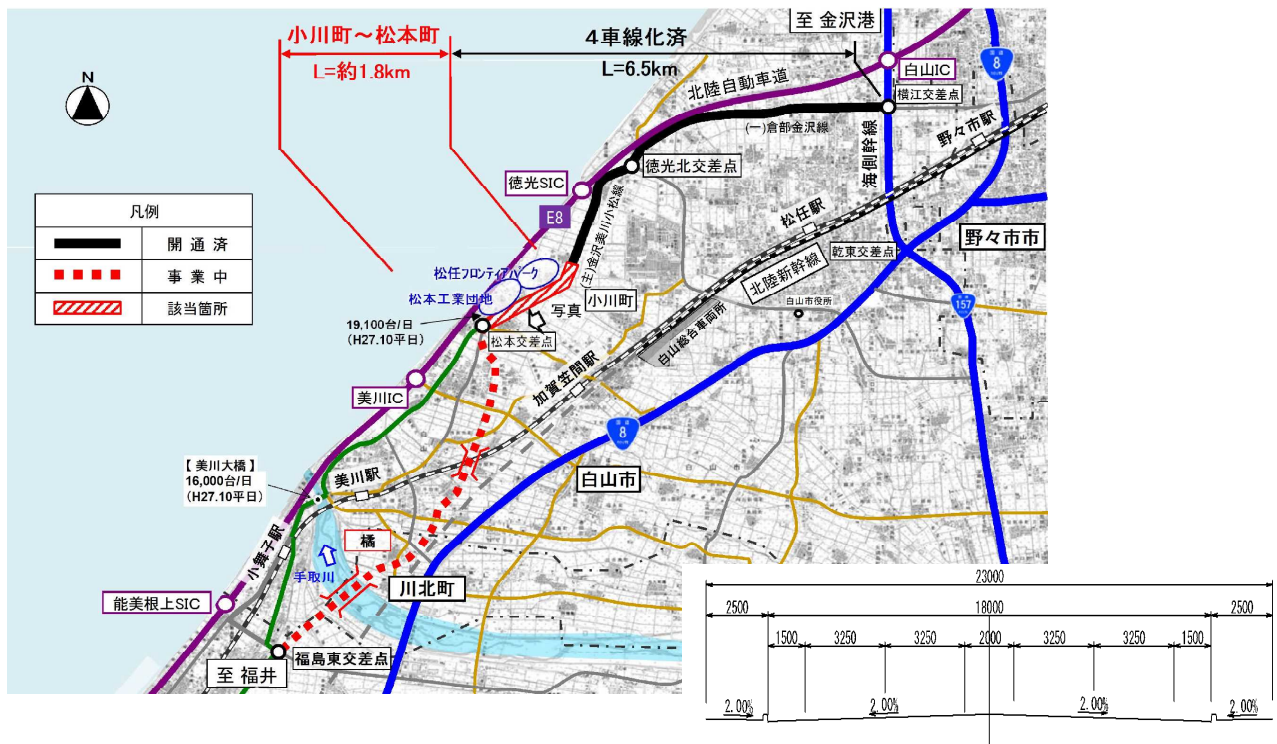 小川町～松本町
L=約1.8km
4車線化済
L=6.5km
至 金沢港
N
国道
8
白山IC
北陸自動車道
横江交差点
(一)倉部金沢線
野々市駅
海側幹線
徳光北交差点
徳光SIC
E8
(主)金沢美川小松線
松任駅
野々市市
乾東交差点
北陸新幹線
凡例
開通済
事業中
該当箇所
松任フロンティアパーク
松本工業団地
小川町
写真
19,100台/日
(H27.10平日)
松本交差点
白山市役所
国道
157
白山総合車両所
加賀笠間駅
美川IC
国道
8
白山市
【美川大橋】
16,000台/日
(H27.10平日)
美川駅
小舞子駅
橋
手取川
川北町
能美根上SIC
福島東交差点
至 福井
23000
2500
18000
2500
1500
3250
3250
2000
3250
3250
1500
2.00%
2.00%
2.00%
2.00%